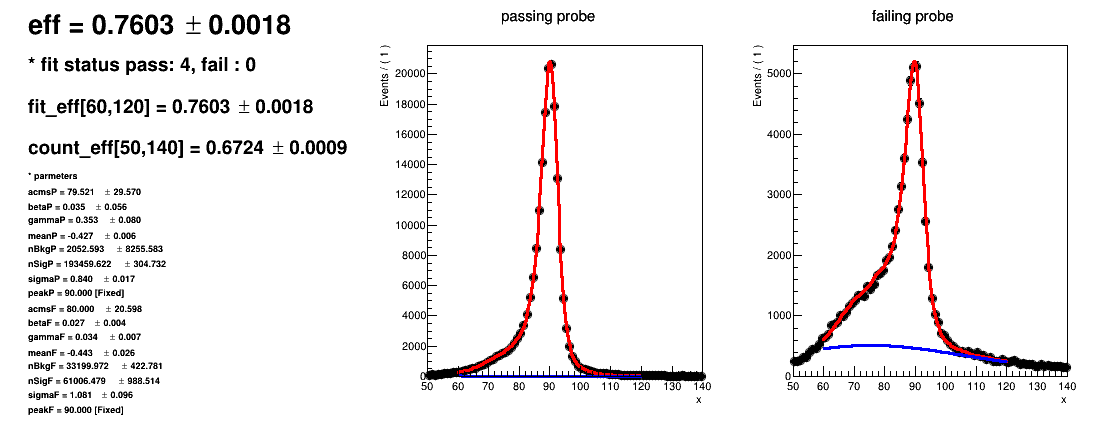 eff = 0.7603 ± 0.0018
* fit status pass: 4, fail : 0
fit_eff[60,120] = 0.7603 ± 0.0018
count_eff[50,140] = 0.6724 ± 0.0009
* parmeters
acmsP = 79.521 ± 29.570
betaP = 0.035 ± 0.056
gammaP = 0.353 ± 0.080
meanP = -0.427 ± 0.006
nBkgP = 2052.593 ± 8255.583
nSigP = 193459.622 ± 304.732
sigmaP = 0.840 ± 0.017
peakP = 90.000 [Fixed]
acmsF = 80.000 ± 20.598
betaF = 0.027 ± 0.004
gammaF = 0.034 ± 0.007
meanF = -0.443 ± 0.026
nBkgF = 33199.972 ± 422.781
nSigF = 61006.479 ± 988.514
sigmaF = 1.081 ± 0.096
peakF = 90.000 [Fixed]
passing probe
Events / ( 1 )
20000
18000
16000
14000
12000
10000
8000
6000
4000
2000
0
50 60 70 80 90 100 110 120 130 140
x
failing probe
Events / ( 1 )
5000
4000
3000
2000
1000
0
50 60 70 80 90 100 110 120 130 140
x